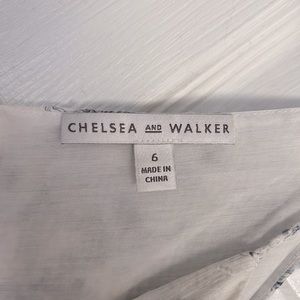 CHELSEA AND WALKER
6
MADE IN
CHINA